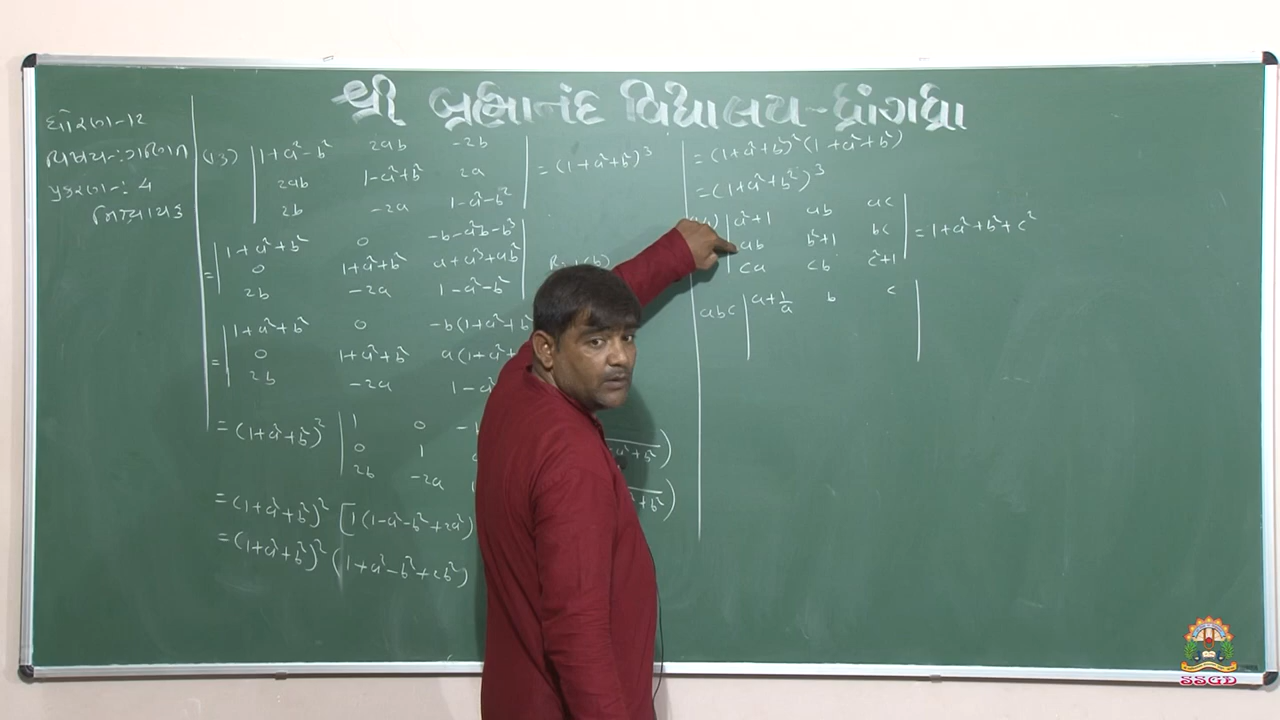 શ્રી બ્રહ્માનંદ વિદ્યાલય-ધ્રાંગધ્રા
ધોરણ-12
વિષય-:ગણિત
પ્રકરણ-: 4
નિશ્ચાયક
(13) | 1+a²-b² 2ab -2b | = (1+a²+b²)³
2ab 1-a²+b² 2a
2b -2a 1-a²-b²
= | 1+a²+b² 0 -b-a²b-b³ |
0 1+a²+b² a+a³+ab²
2b -2a 1-a²-b²
= | 1+a²+b² 0 -b(1+a²+b²
0 1+a²+b² a(1+a²+
2b -2a 1-a²
= (1+a²+b²)² | 1 0
0 1
2b -2a
= (1+a²+b²)² [1(1-a²-b²+2a²)
= (1+a²+b²)² (1+a²-b²+2b²)
= (1+a²+b²)² (1+a²+b²)
= (1+a²+b²)³
| a²+1 ab ac | = 1+a²+b²+c²
ab b²+1 bc
ca cb c²+1
abc | a+1/a b c |
SSGD